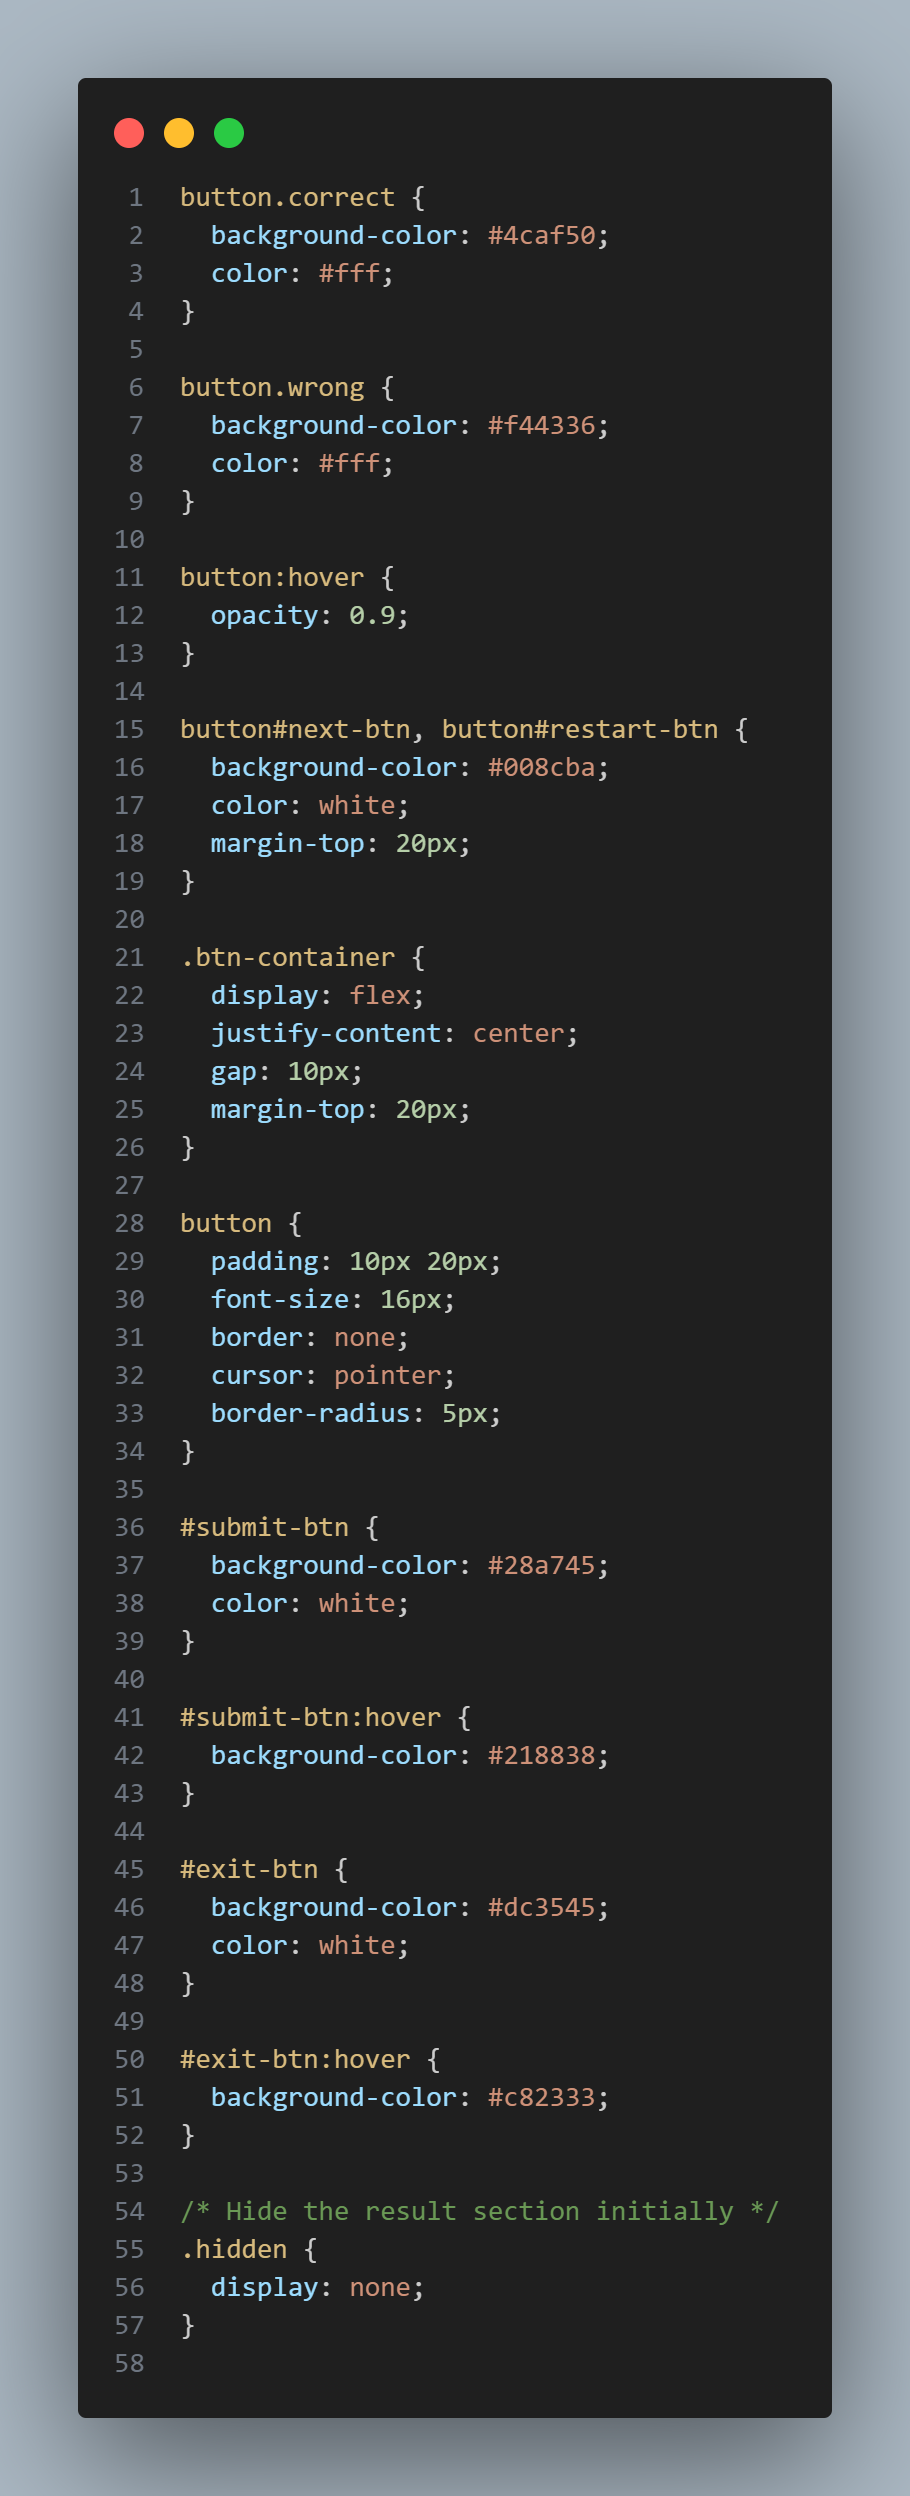 1 button.correct {
2   background-color: #4caf50;
3   color: #fff;
4 }
5
6 button.wrong {
7   background-color: #f44336;
8   color: #fff;
9 }
10
11 button:hover {
12   opacity: 0.9;
13 }
14
15 button#next-btn, button#restart-btn {
16   background-color: #008cba;
17   color: white;
18   margin-top: 20px;
19 }
20
21 .btn-container {
22   display: flex;
23   justify-content: center;
24   gap: 10px;
25   margin-top: 20px;
26 }
27
28 button {
29   padding: 10px 20px;
30   font-size: 16px;
31   border: none;
32   cursor: pointer;
33   border-radius: 5px;
34 }
35
36 #submit-btn {
37   background-color: #28a745;
38   color: white;
39 }
40
41 #submit-btn:hover {
42   background-color: #218838;
43 }
44
45 #exit-btn {
46   background-color: #dc3545;
47   color: white;
48 }
49
50 #exit-btn:hover {
51   background-color: #c82333;
52 }
53
54 /* Hide the result section initially */
55 .hidden {
56   display: none;
57 }
58